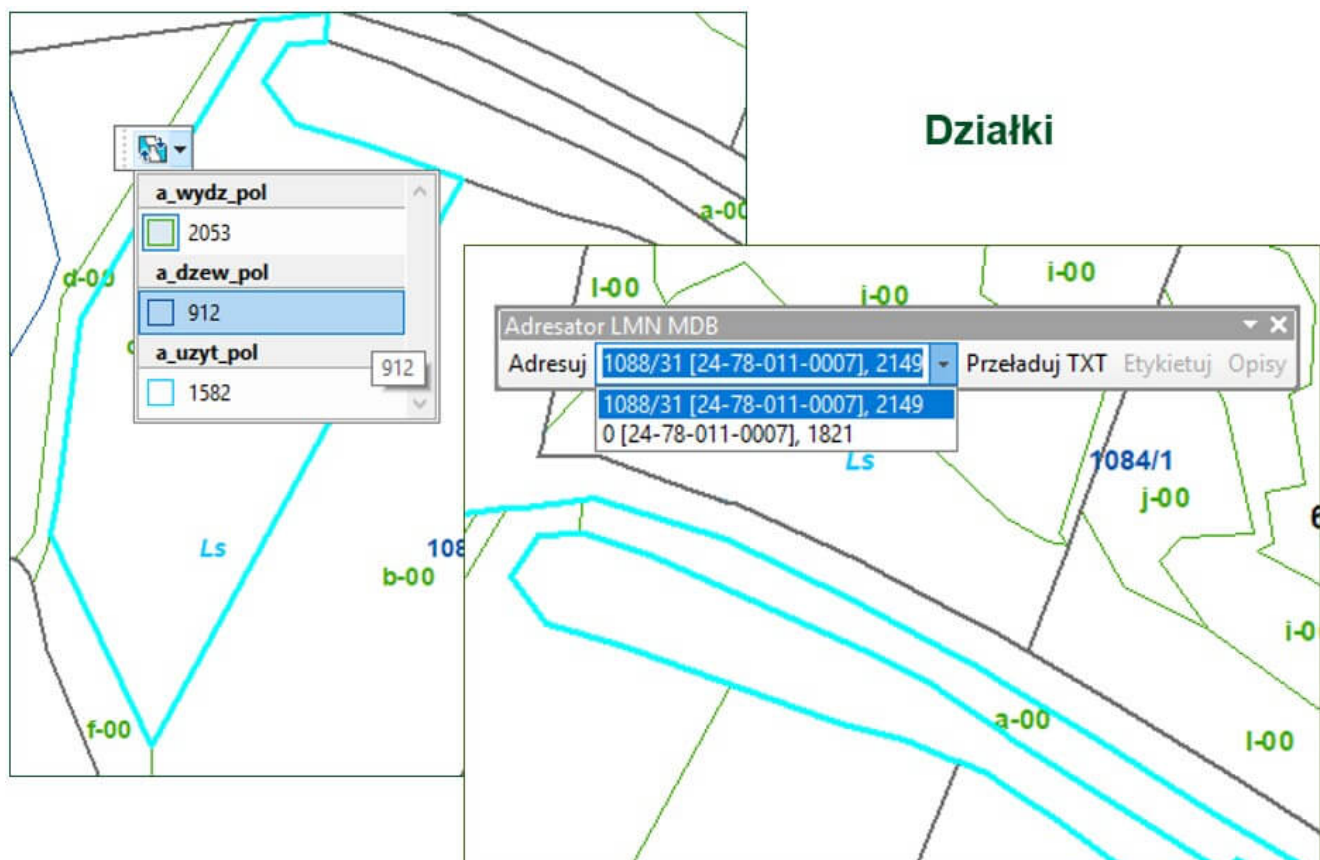 Działki
a_wydz_pol
2053
a_dzew_pol
912
a_uzyt_pol
912
1582
d-00
Ls
108
b-00
f-00
a-00
l-00
i-00
i-00
Adresator LMN MDB
Adresuj 1088/31 [24-78-011-0007], 2149 Przeładuj TXT Etykietuj Opisy
1088/31 [24-78-011-0007], 2149
0 [24-78-011-0007], 1821
Ls
1084/1
j-00
a-00
l-00